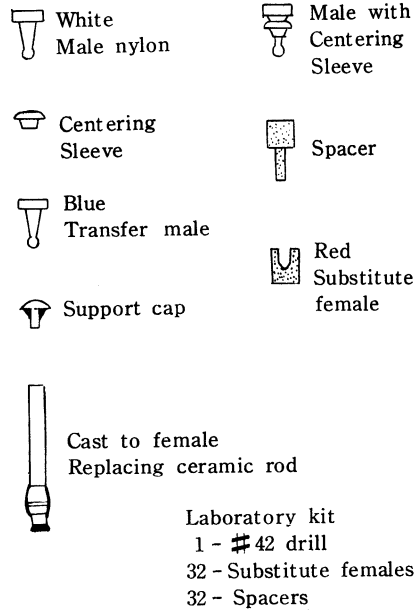 White
Male nylon
Male with
Centering
Sleeve
Centering
Sleeve
Spacer
Blue
Transfer male
Red
Substitute
female
Support cap
Cast to female
Replacing ceramic rod
Laboratory kit
1 - #42 drill
32 - Substitute females
32 - Spacers